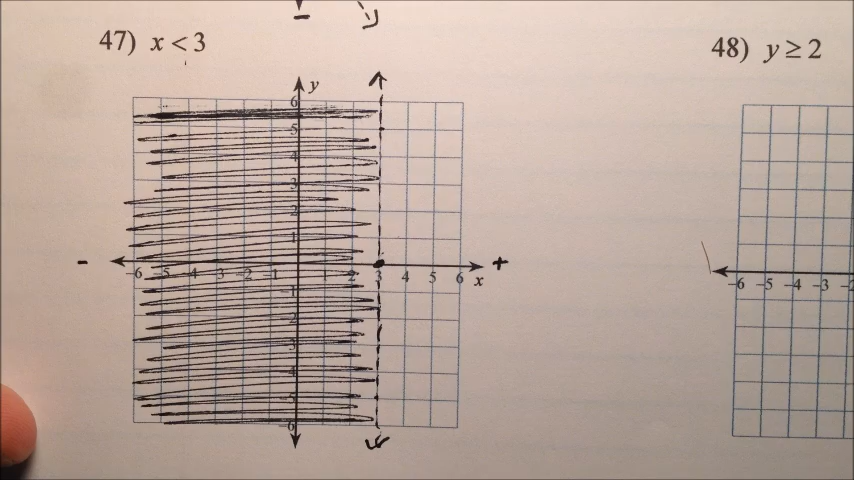 47) x < 3
48) y ≥ 2
y
6
5
4
3
2
1
- -6 -5 -4 -3 -2 -1 1 2 3 4 5 6 x +
-1
-2
-3
-5
-6
-6 -5 -4 -3 -2